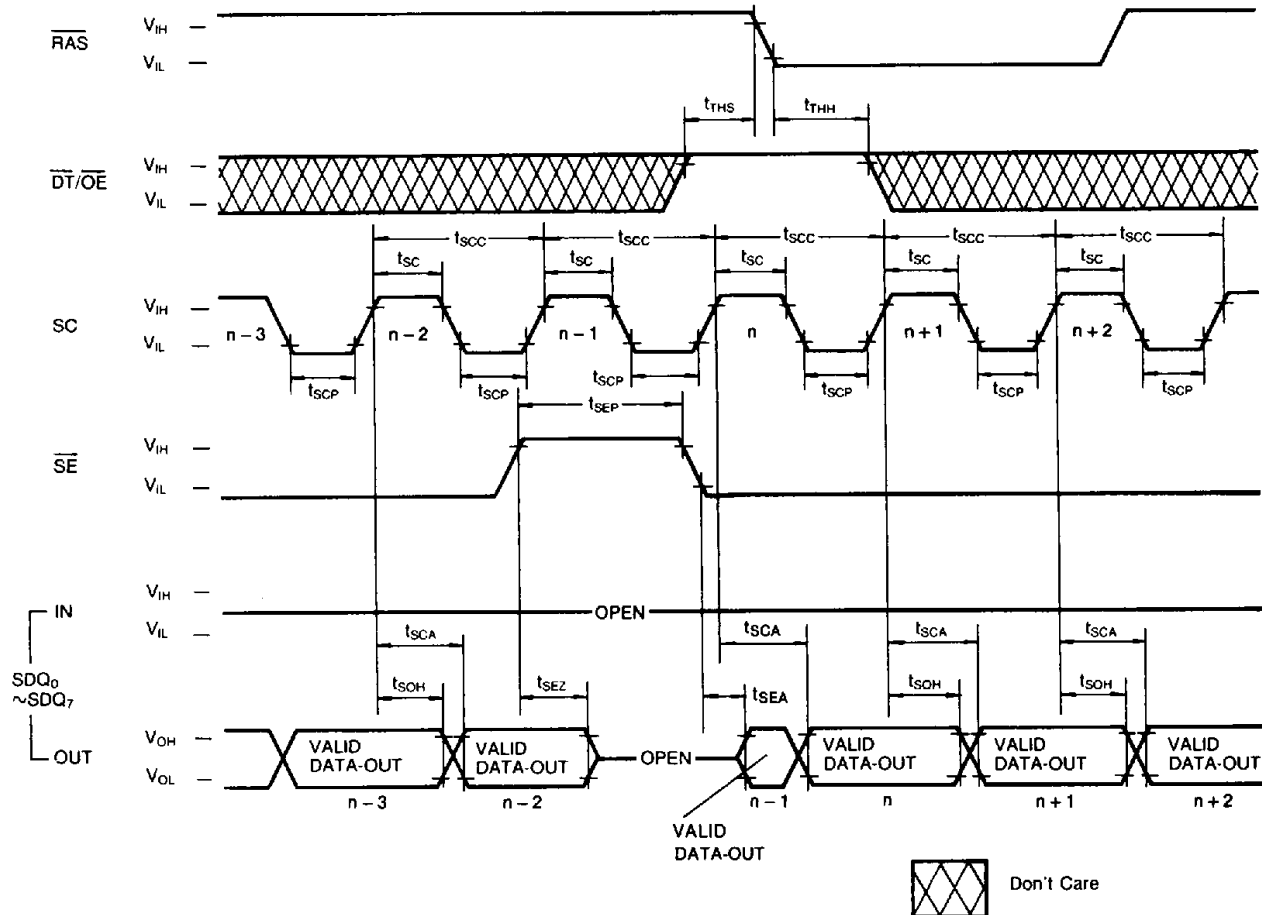 RAS
VIH
VIL
tTHS
tTHH
DT/OE
VIH
VIL
tSCC
tSCC
tSCC
tSCC
tSCC
tSC
tSC
tSC
tSC
tSC
SC
VIH
VIL
n – 3
n – 2
n – 1
n
n+1
n+2
tSCP
tSCP
tSCP
tSCP
tSCP
tSCP
tSEP
SE
VIH
VIL
IN
VIH
VIL
OPEN
tSCA
tSCA
tSCA
tSCA
SDQ0
~SDQ7
tSOH
tSEZ
tSEA
tSOH
tSOH
OUT
VOH
VOL
VALID
DATA-OUT
VALID
DATA-OUT
OPEN
VALID
DATA-OUT
VALID
DATA-OUT
VALID
DATA-OUT
n – 3
n – 2
n – 1
n
n+1
n+2
VALID
DATA-OUT
Don't Care